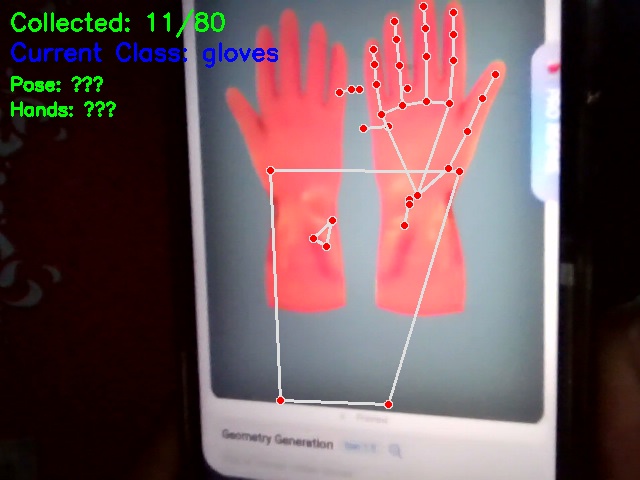 Collected: 11/80
Current Class: gloves
Pose: ???
Hands: ???
Geometry Generation